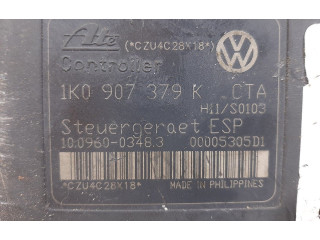 Ate (*CZU4C28X18*)
Controller
1K0 907 379 K CTA
H11/S0103
Steuergeraet ESP
10.0960-0348.3 00005305D1
*CZU4C28X18* MADE IN PHILIPPINES